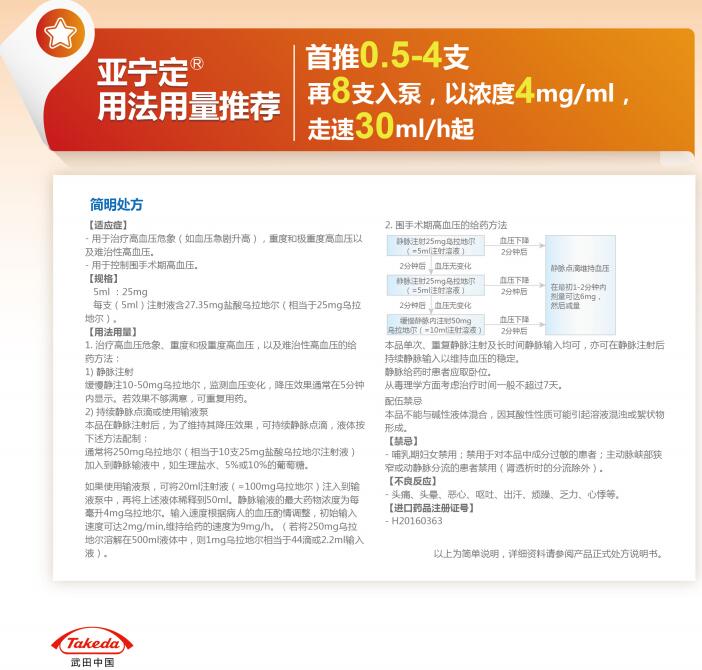 亚宁定®
用法用量推荐
首推0.5-4支
再8支入泵，以浓度4mg/ml，
走速30ml/h起
简明处方
【适应症】
- 用于治疗高血压危象（如血压急剧升高），重度和极重度高血压以
及难治性高血压。
- 用于控制围手术期高血压。
【规格】
5ml ：25mg
每支（5ml）注射液含27.35mg盐酸乌拉地尔（相当于25mg乌拉
地尔）。
【用法用量】
1. 治疗高血压危象、重度和极重度高血压，以及难治性高血压的给
药方法：
1) 静脉注射
缓慢静注10-50mg乌拉地尔，监测血压变化，降压效果通常在5分钟
内显示。若效果不够满意，可重复用药。
2) 持续静脉点滴或使用输液泵
本品在静脉注射后，为了维持其降压效果，可持续静脉点滴，液体按
下述方法配制：
通常将250mg乌拉地尔（相当于10支25mg盐酸乌拉地尔注射液）
加入到静脉输液中，如生理盐水、5%或10%的葡萄糖。
如果使用输液泵，可将20ml注射液（=100mg乌拉地尔）注入到输
液泵中，再将上述液体稀释到50ml。静脉输液的最大药物浓度为每
毫升4mg乌拉地尔。输入速度根据病人的血压酌情调整，初始输入
速度可达2mg/min,维持给药的速度为9mg/h。（若将250mg乌拉
地尔溶解在500ml液体中，则1mg乌拉地尔相当于44滴或2.2ml输入
液）。
2. 围手术期高血压的给药方法
静脉注射25mg乌拉地尔
（=5ml注射溶液）
血压下降
2分钟后
2分钟后
血压无变化
静脉注射25mg乌拉地尔
（=5ml注射溶液）
血压下降
2分钟后
2分钟后
血压无变化
缓慢静脉内注射50mg
乌拉地尔（=10ml注射溶液）
血压下降
2分钟后
静脉点滴维持血压
在最初1-2分钟内
剂量可达6mg，
然后减量
本品单次、重复静脉注射及长时间静脉输入均可，亦可在静脉注射后
持续静脉输入以维持血压的稳定。
静脉给药时患者应取卧位。
从毒理学方面考虑治疗时间一般不超过7天。
配伍禁忌
本品不能与碱性液体混合，因其酸性性质可能引起溶液混浊或絮状物
形成。
【禁忌】
- 哺乳期妇女禁用；禁用于对本品中成分过敏的患者；主动脉峡部狭
窄或动静脉分流的患者禁用（肾透析时的分流除外）。
【不良反应】
- 头痛、头晕、恶心、呕吐、出汗、烦躁、乏力、心悸等。
【进口药品注册证号】
- H20160363
以上为简单说明，详细资料请参阅产品正式处方说明书。
Takeda
武田中国